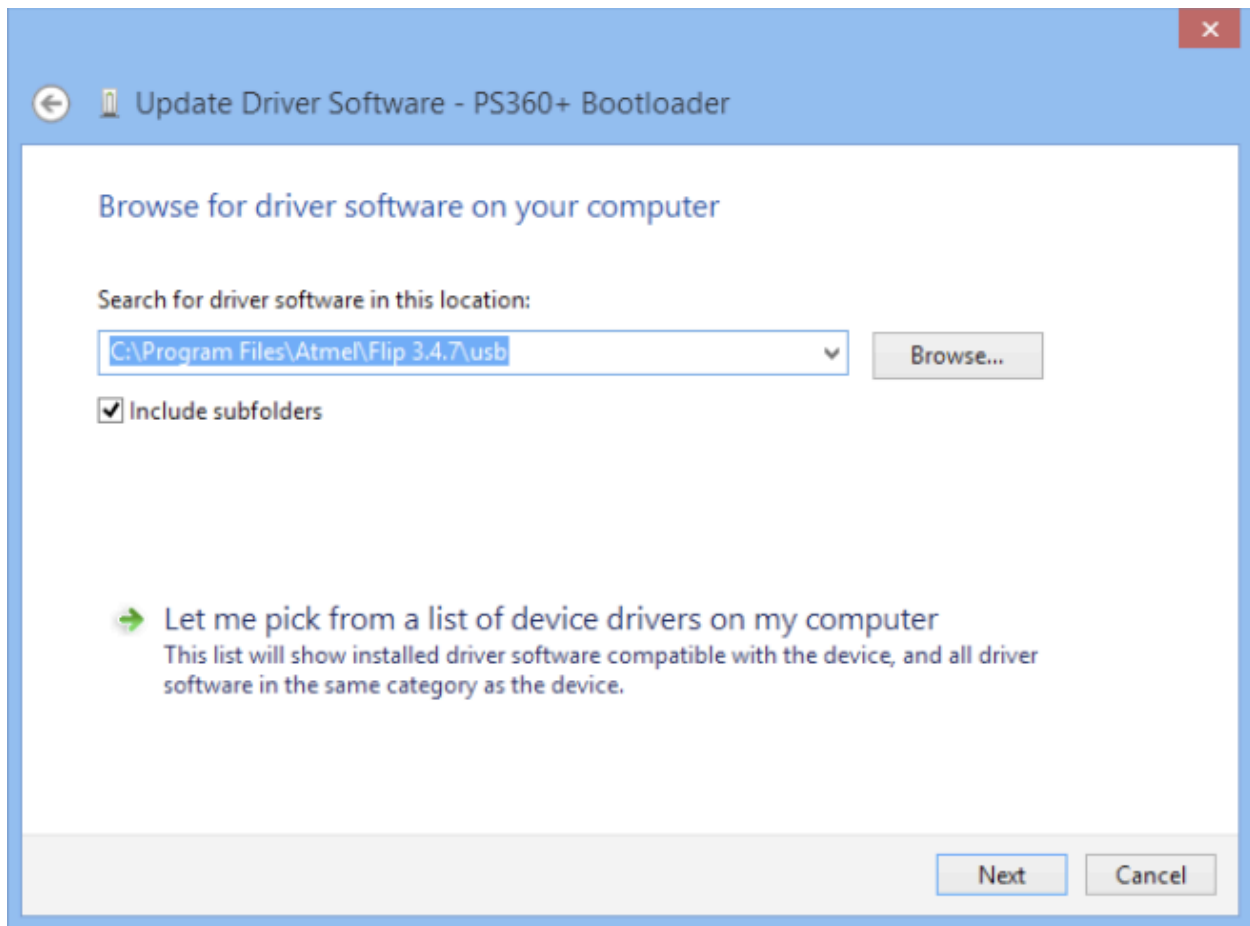 Update Driver Software - PS360+ Bootloader
Browse for driver software on your computer
Search for driver software in this location:
C:\Program Files\Atmel\Flip 3.4.7\usb
Browse...
Include subfolders
Let me pick from a list of device drivers on my computer
This list will show installed driver software compatible with the device, and all driver
software in the same category as the device.
Next
Cancel